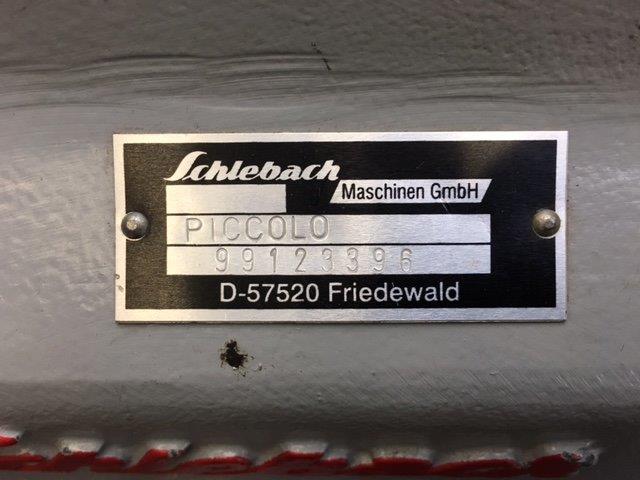 Schlebach
Maschinen GmbH
PICCOLO
99123396
D-57520 Friedewald